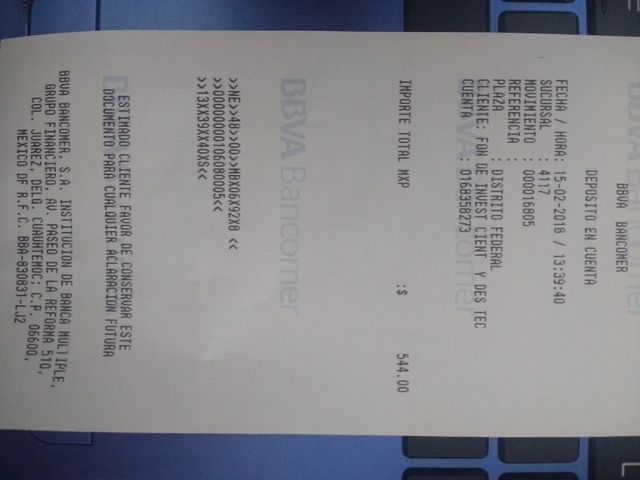 BBVA BANCOMER
DEPOSITO EN CUENTA
FECHA / HORA: 15-02-2018 / 13:39:40
SUCURSAL : 4117
MOVIMIENTO : 000016805
REFERENCIA :
PLAZA : DISTRITO FEDERAL
CLIENTE: FON DE INVEST CIENT Y DES TEC
CUENTA : 0168358273
IMPORTE TOTAL MXP :$ 544.00
BBVA Bancomer
>>NE>>4B>>00>>MBX06X92X8 <<
>>0000000106080005<<
>>13XX39XX40XS<<
ESTIMADO CLIENTE FAVOR DE CONSERVAR ESTE
DOCUMENTO PARA CUALQUIER ACLARACION FUTURA
BBVA BANCOMER, S.A. INSTITUCION DE BANCA MULTIPLE,
GRUPO FINANCIERO, AV. PASEO DE LA REFORMA 510,
COL. JUAREZ, DELG. CUAUHTEMOC; C.P. 06600,
MEXICO DF R.F.C. BBA-830831-LJ2